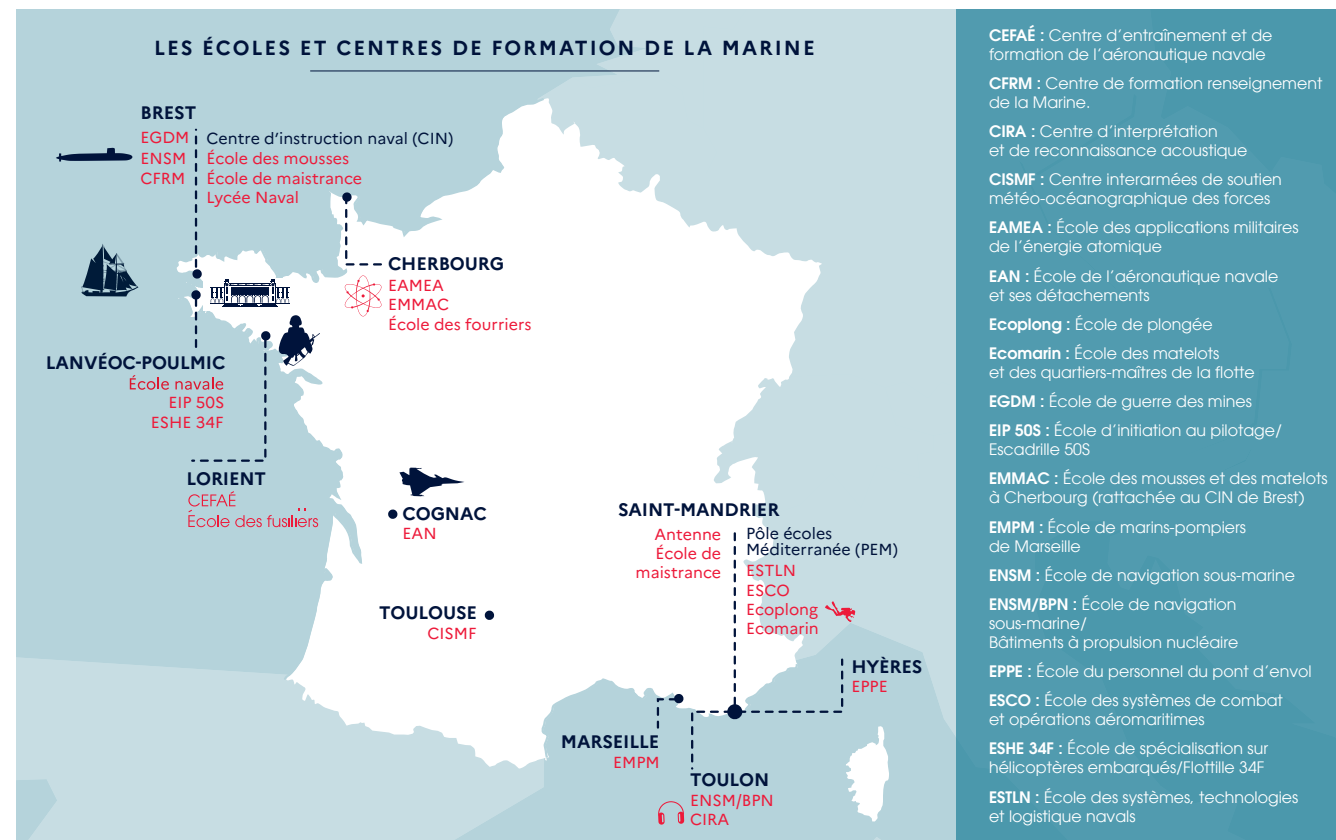 LES ÉCOLES ET CENTRES DE FORMATION DE LA MARINE
BREST
EGDM
ENSM
CFRM
Centre d'instruction naval (CIN)
École des mousses
École de maistrance
Lycée Naval
CHERBOURG
EAMEA
EMMAC
École des fourriers
LANVÉOC-POULMIC
École navale
EIP 50S
ESHE 34F
LORIENT
CEFAÉ
École des fusiliers
COGNAC
EAN
TOULOUSE
CISMF
SAINT-MANDRIER
Antenne
École de
maistrance
Pôle écoles
Méditerranée (PEM)
ESTLN
ESCO
Ecoplong
Ecomarin
HYÈRES
EPPE
MARSEILLE
EMPM
TOULON
ENSM/BPN
CIRA
CEFAÉ : Centre d'entraînement et de
formation de l'aéronautique navale
CFRM : Centre de formation renseignement
de la Marine.
CIRA : Centre d'interprétation
et de reconnaissance acoustique
CISMF : Centre interarmées de soutien
météo-océanographique des forces
EAMEA : École des applications militaires
de l'énergie atomique
EAN : École de l'aéronautique navale
et ses détachements
Ecoplong : École de plongée
Ecomarin : École des matelots
et des quartiers-maîtres de la flotte
EGDM : École de guerre des mines
EIP 50S : École d'initiation au pilotage/
Escadrille 50S
EMMAC : École des mousses et des matelots
à Cherbourg (rattachée au CIN de Brest)
EMPM : École de marins-pompiers
de Marseille
ENSM : École de navigation sous-marine
ENSM/BPN : École de navigation
sous-marine/
Bâtiments à propulsion nucléaire
EPPE : École du personnel du pont d'envol
ESCO : École des systèmes de combat
et opérations aéromaritimes
ESHE 34F : École de spécialisation sur
hélicoptères embarqués/Flottille 34F
ESTLN : École des systèmes, technologies
et logistique navals